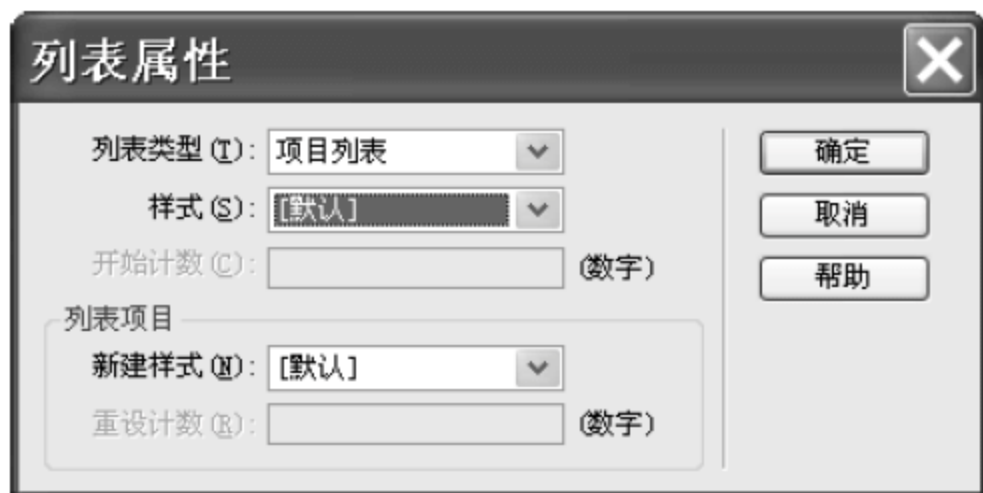 列表属性
列表类型(T): 项目列表 确定
样式(S): [默认] 取消
开始计数(C): (数字) 帮助
列表项目
新建样式(N): [默认]
重设计数(R): (数字)